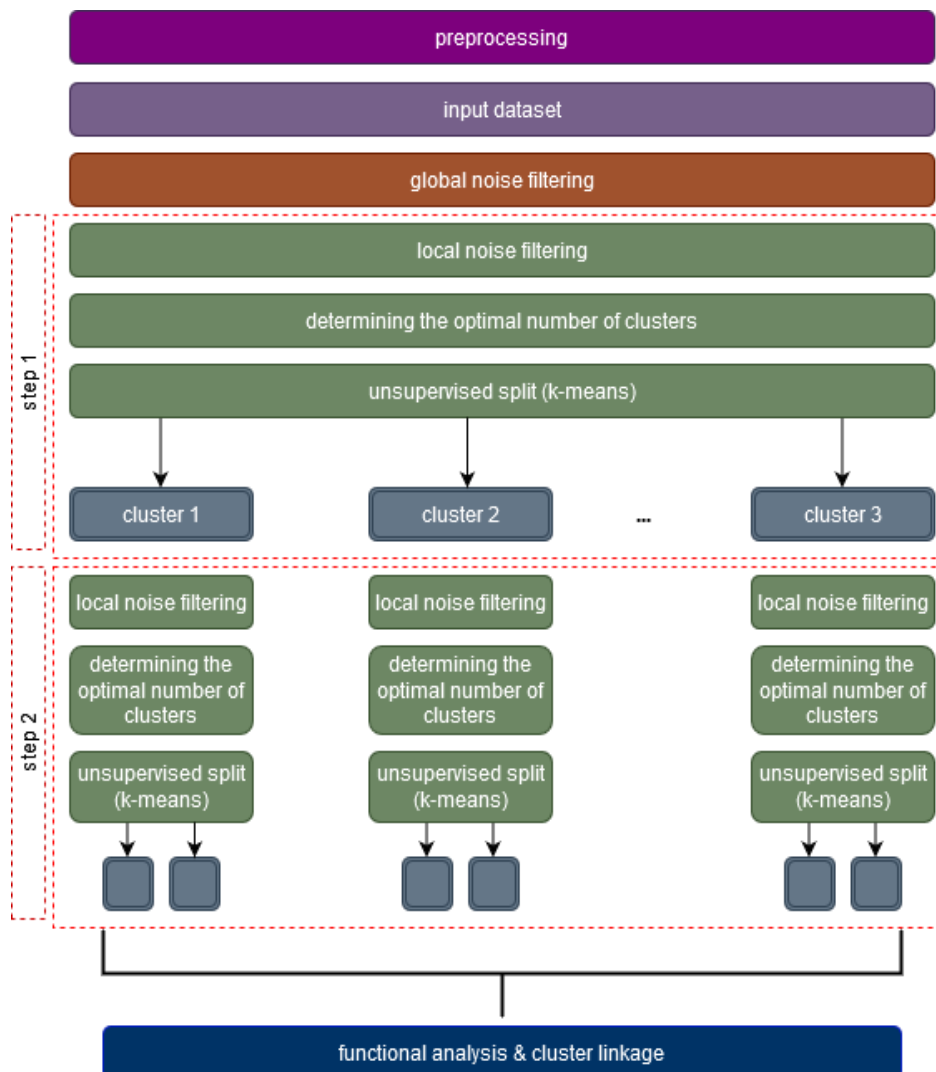 preprocessing
input dataset
global noise filtering
step 1
local noise filtering
determining the optimal number of clusters
unsupervised split (k-means)
cluster 1
cluster 2
...
cluster 3
step 2
local noise filtering
local noise filtering
local noise filtering
determining the
optimal number of
clusters
determining the
optimal number of
clusters
determining the
optimal number of
clusters
unsupervised split
(k-means)
unsupervised split
(k-means)
unsupervised split
(k-means)
functional analysis & cluster linkage